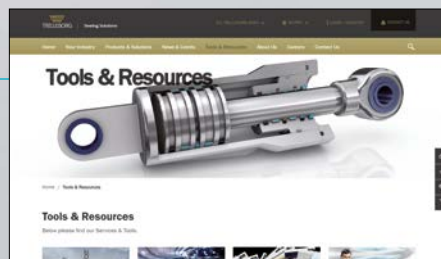 TRELLEBORG
Sealing Solutions
Home Your Industry Products & Solutions News & Events Tools & Resources About Us Careers Contact Us
Tools & Resources
Home / Tools & Resources
Tools & Resources
Below please find our Services & Tools.